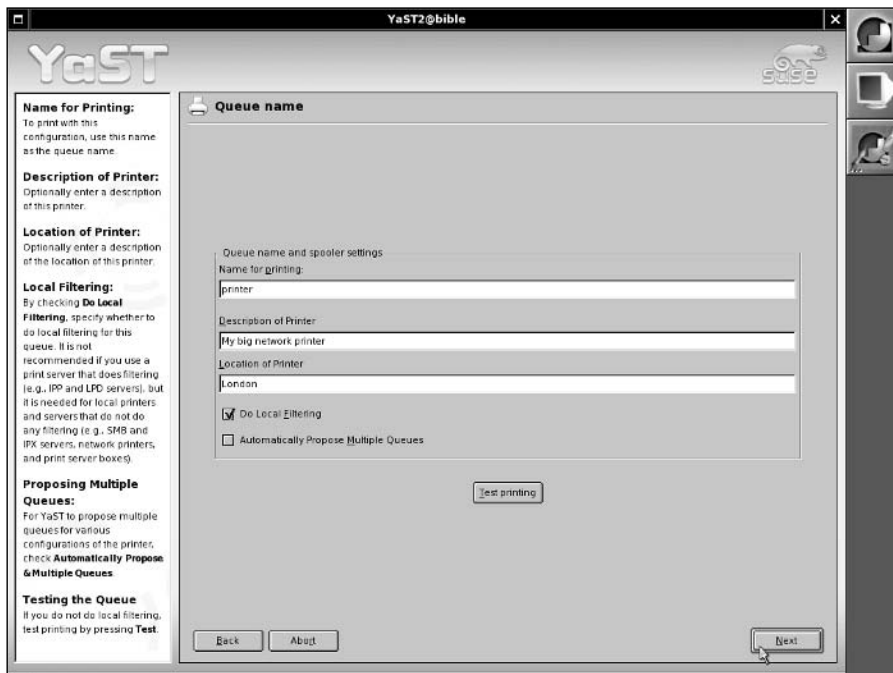 YaST2@bible
YaST
suse
Name for Printing:
To print with this
configuration, use this name
as the queue name.
Description of Printer:
Optionally enter a description
of this printer.
Location of Printer:
Optionally enter a description
of the location of this printer.
Local Filtering:
By checking Do Local
Filtering, specify whether to
do local filtering for this
queue. It is not
recommended if you use a
print server that does filtering
(e.g., IPP and LPD servers), but
it is needed for local printers
and servers that do not do
any filtering (e.g., SMB and
IPX servers, network printers,
and print server boxes).
Proposing Multiple
Queues:
For YaST to propose multiple
queues for various
configurations of the printer,
check Automatically Propose
&Multiple Queues
Testing the Queue
If you do not do local filtering,
test printing by pressing Test.
Queue name
Queue name and spooler settings
Name for printing:
printer
Description of Printer
My big network printer
Location of Printer
London
Do Local Filtering
Automatically Propose Multiple Queues
Test printing
Back
Abort
Next